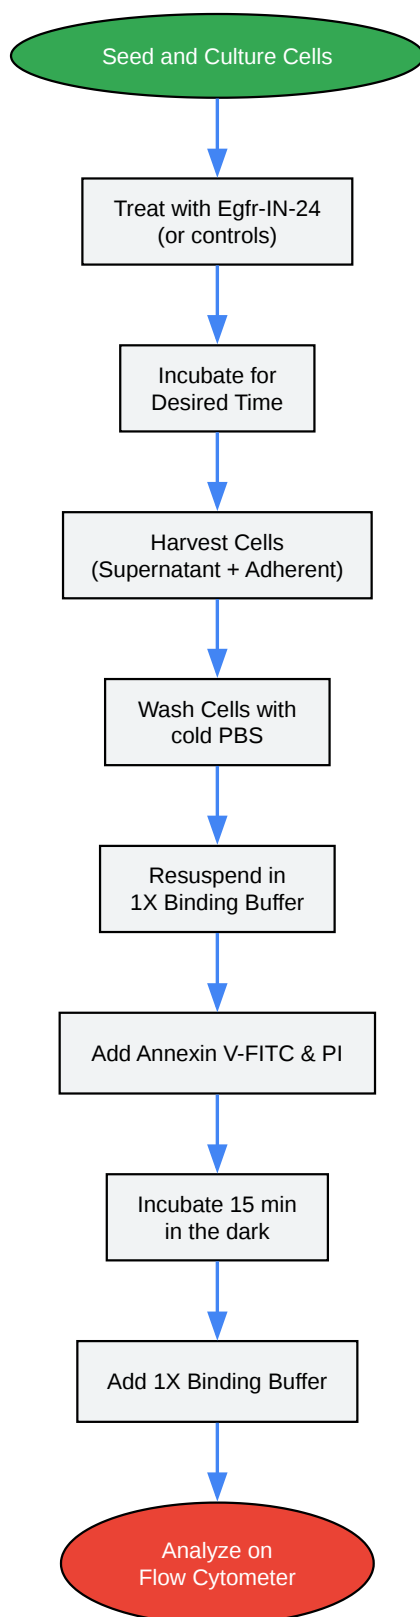 Seed and Culture Cells
Treat with Egfr-IN-24
(or controls)
Incubate for
Desired Time
Harvest Cells
(Supernatant + Adherent)
Wash Cells with
cold PBS
Resuspend in
1X Binding Buffer
Add Annexin V-FITC & PI
Incubate 15 min
in the dark
Add 1X Binding Buffer
Analyze on
Flow Cytometer